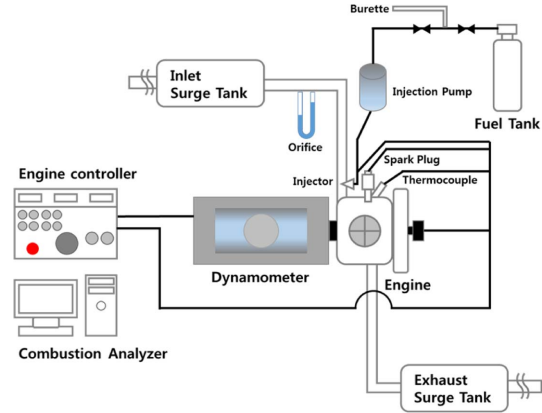 Burette
Inlet
Surge Tank
Injection Pump
Fuel Tank
Orifice
Spark Plug
Engine controller
Injector
Thermocouple
Dynamometer
Engine
Combustion Analyzer
Exhaust
Surge Tank